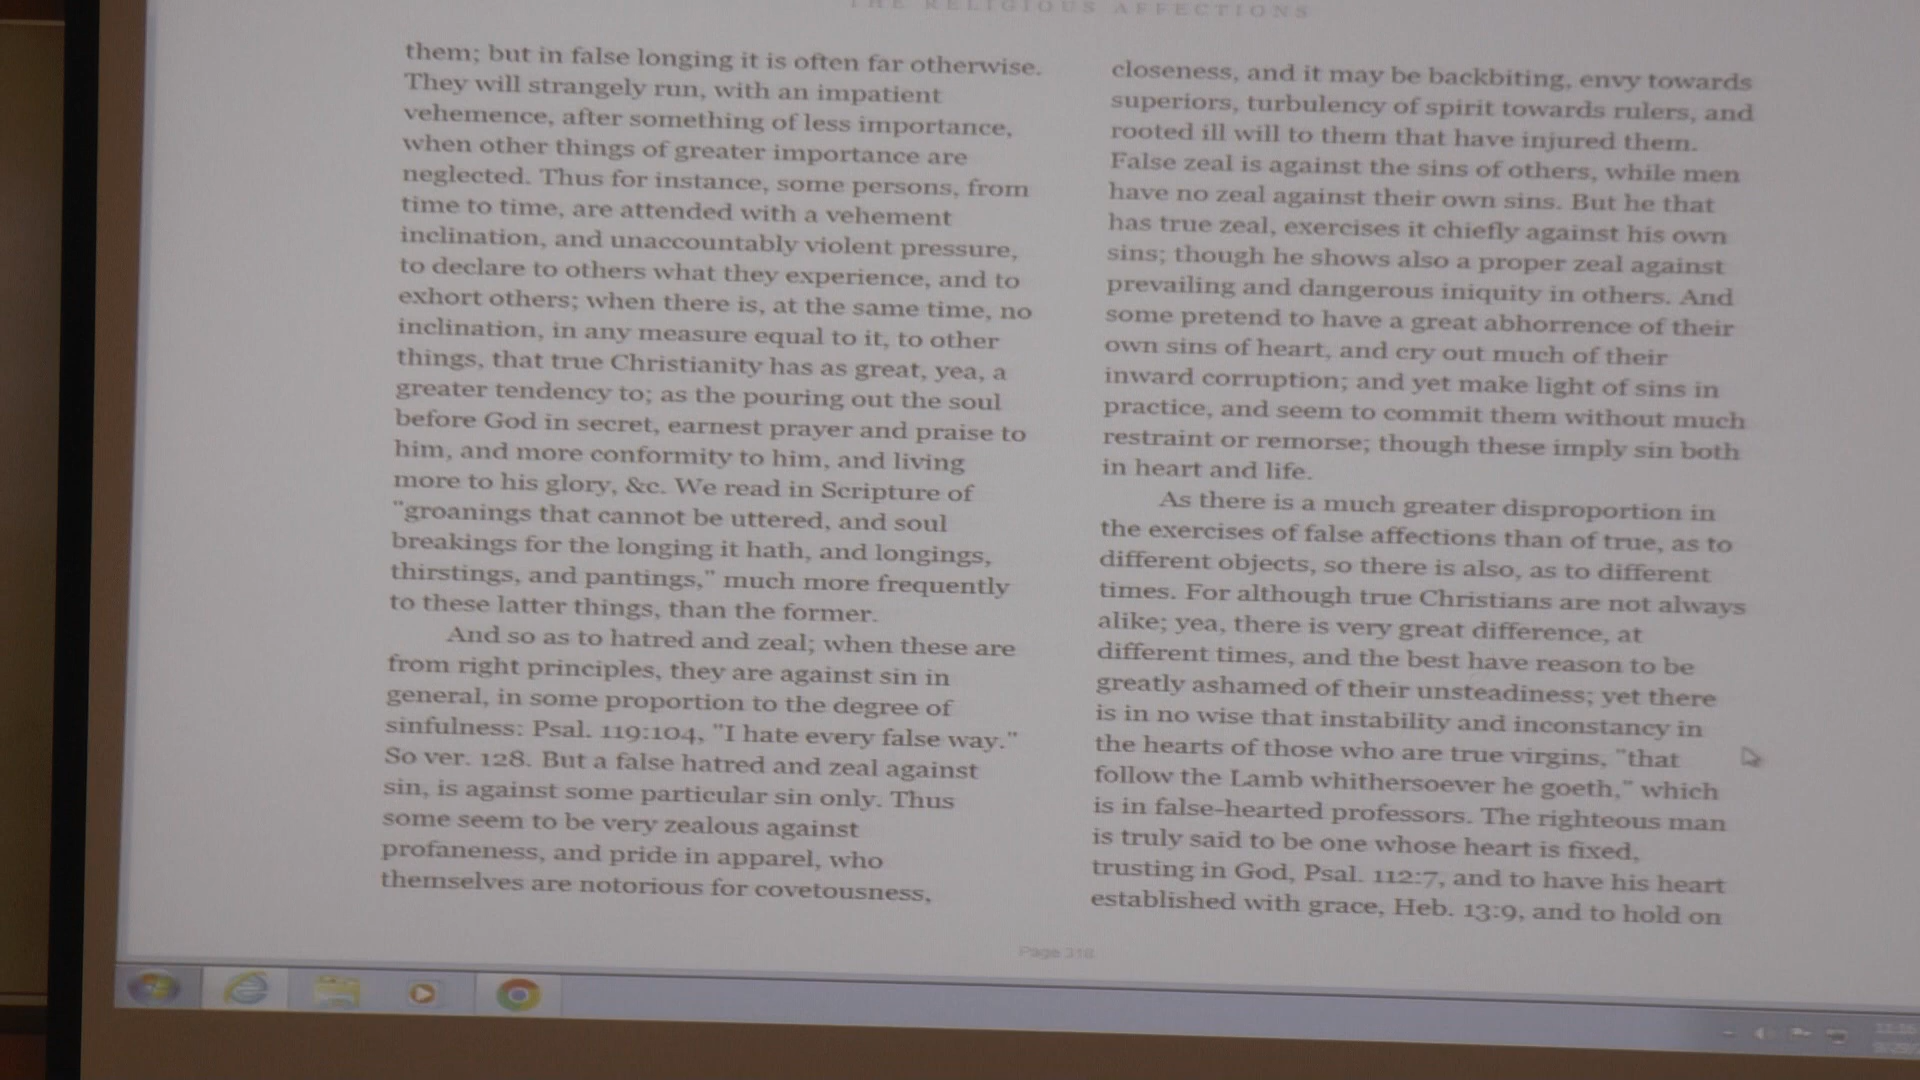 THE RELIGIOUS AFFECTIONS
them; but in false longing it is often far otherwise.
They will strangely run, with an impatient
vehemence, after something of less importance,
when other things of greater importance are
neglected. Thus for instance, some persons, from
time to time, are attended with a vehement
inclination, and unaccountably violent pressure,
to declare to others what they experience, and to
exhort others; when there is, at the same time, no
inclination, in any measure equal to it, to other
things, that true Christianity has as great, yea, a
greater tendency to; as the pouring out the soul
before God in secret, earnest prayer and praise to
him, and more conformity to him, and living
more to his glory, &c. We read in Scripture of
"groanings that cannot be uttered, and soul
breakings for the longing it hath, and longings,
thirstings, and pantings," much more frequently
to these latter things, than the former.
And so as to hatred and zeal; when these are
from right principles, they are against sin in
general, in some proportion to the degree of
sinfulness: Psal. 119:104, "I hate every false way."
So ver. 128. But a false hatred and zeal against
sin, is against some particular sin only. Thus
some seem to be very zealous against
profaneness, and pride in apparel, who
themselves are notorious for covetousness,
closeness, and it may be backbiting, envy towards
superiors, turbulency of spirit towards rulers, and
rooted ill will to them that have injured them.
False zeal is against the sins of others, while men
have no zeal against their own sins. But he that
has true zeal, exercises it chiefly against his own
sins; though he shows also a proper zeal against
prevailing and dangerous iniquity in others. And
some pretend to have a great abhorrence of their
own sins of heart, and cry out much of their
inward corruption; and yet make light of sins in
practice, and seem to commit them without much
restraint or remorse; though these imply sin both
in heart and life.
As there is a much greater disproportion in
the exercises of false affections than of true, as to
different objects, so there is also, as to different
times. For although true Christians are not always
alike; yea, there is very great difference, at
different times, and the best have reason to be
greatly ashamed of their unsteadiness; yet there
is in no wise that instability and inconstancy in
the hearts of those who are true virgins, "that
follow the Lamb whithersoever he goeth," which
is in false-hearted professors. The righteous man
is truly said to be one whose heart is fixed,
trusting in God, Psal. 112:7, and to have his heart
established with grace, Heb. 13:9, and to hold on
Page 318